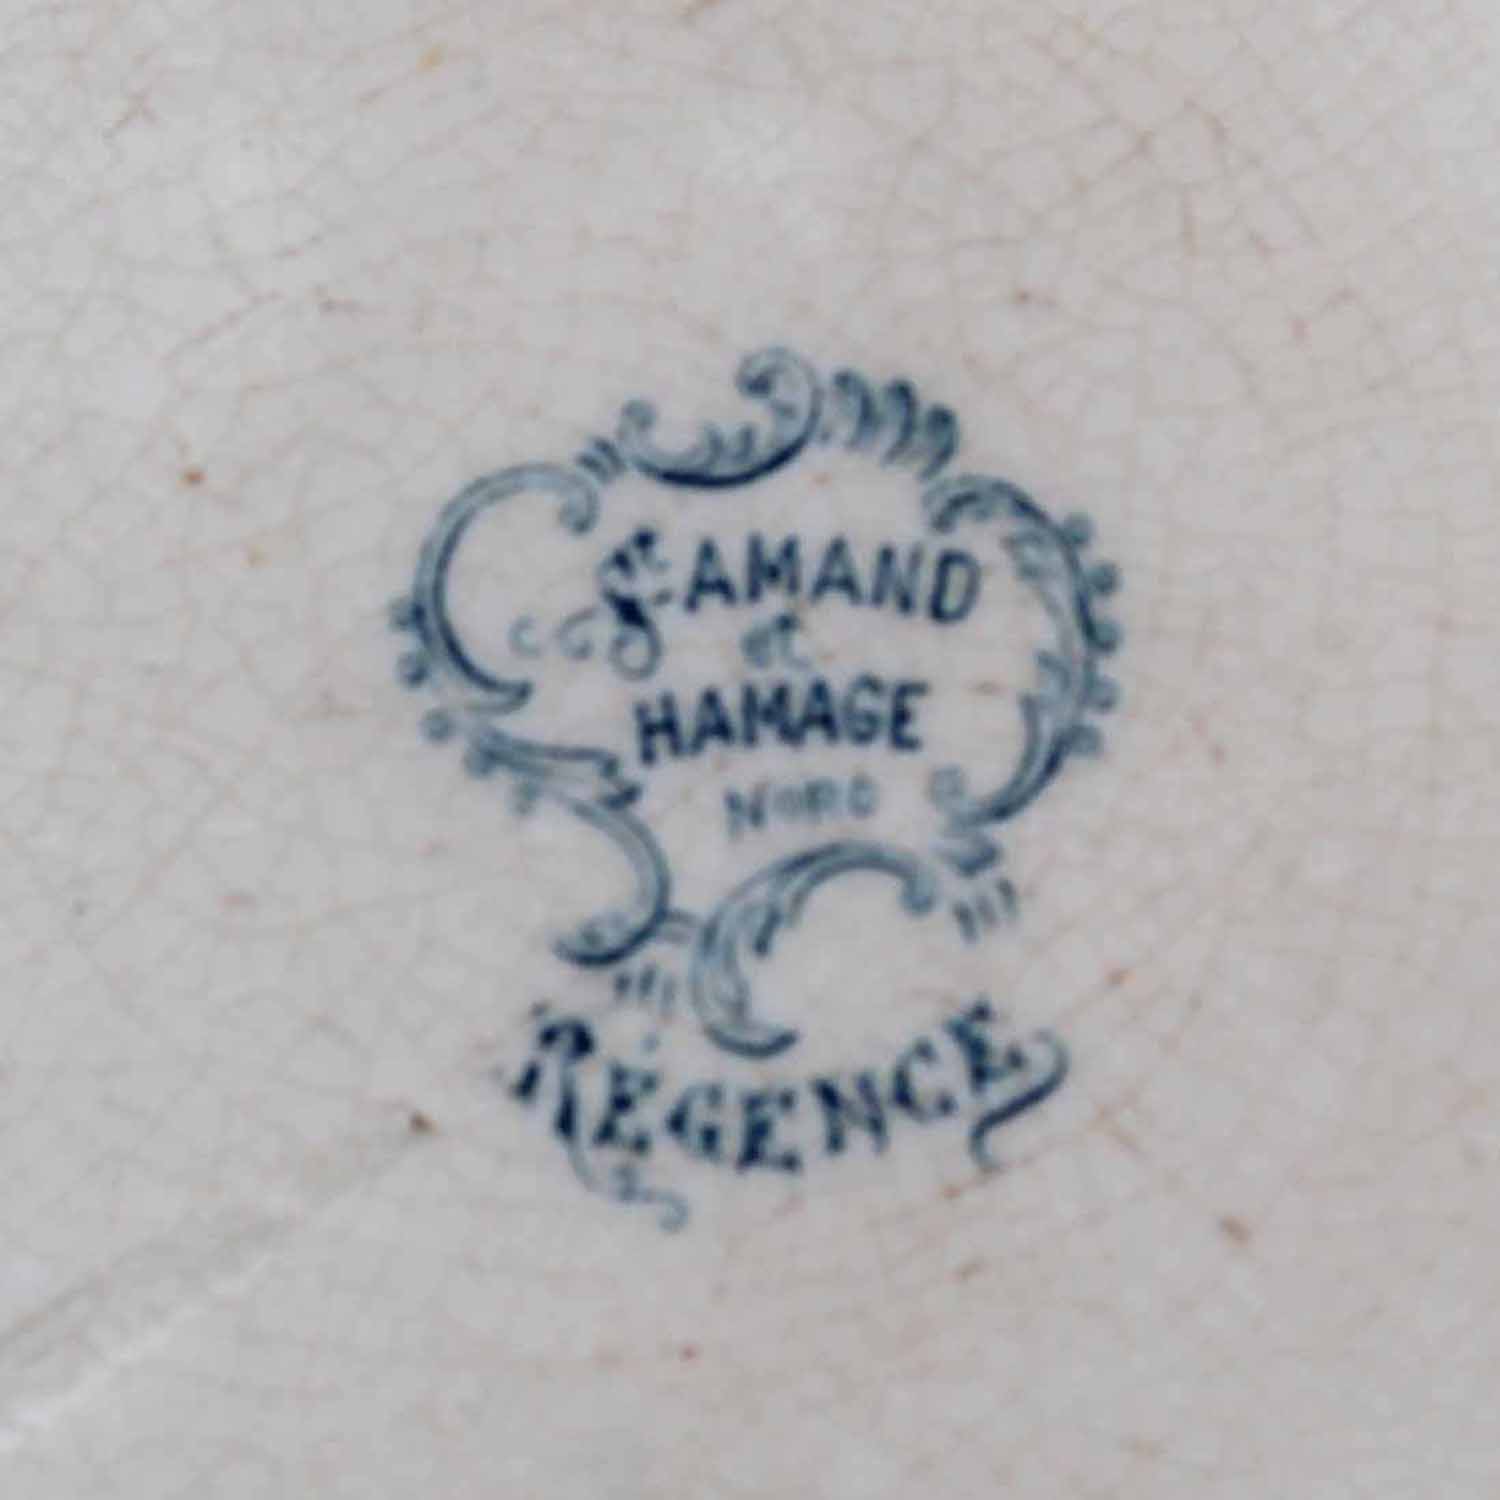 St AMAND
et
HAMAGE
NORD
RÉGENCE